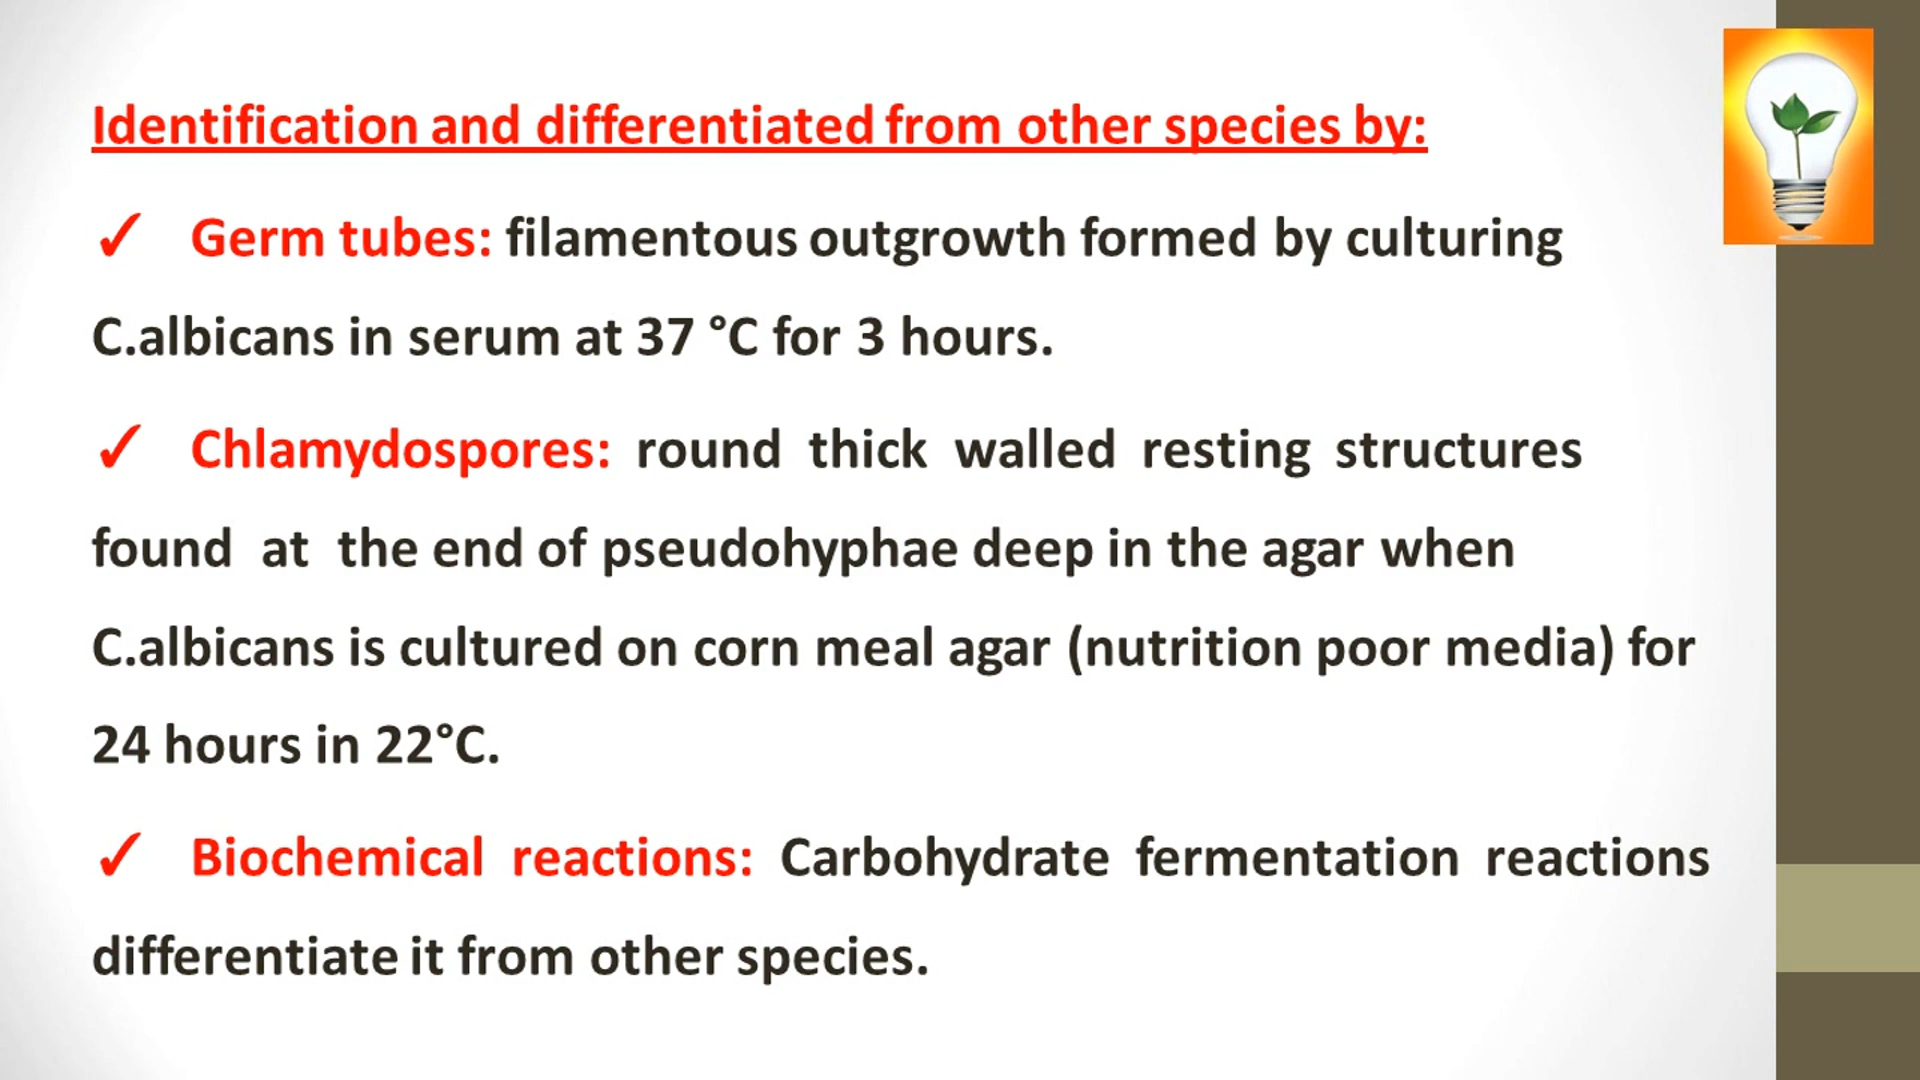 Identification and differentiated from other species by:
✓ Germ tubes: filamentous outgrowth formed by culturing
C.albicans in serum at 37 °C for 3 hours.
✓ Chlamydospores: round thick walled resting structures
found at the end of pseudohyphae deep in the agar when
C.albicans is cultured on corn meal agar (nutrition poor media) for
24 hours in 22°C.
✓ Biochemical reactions: Carbohydrate fermentation reactions
differentiate it from other species.